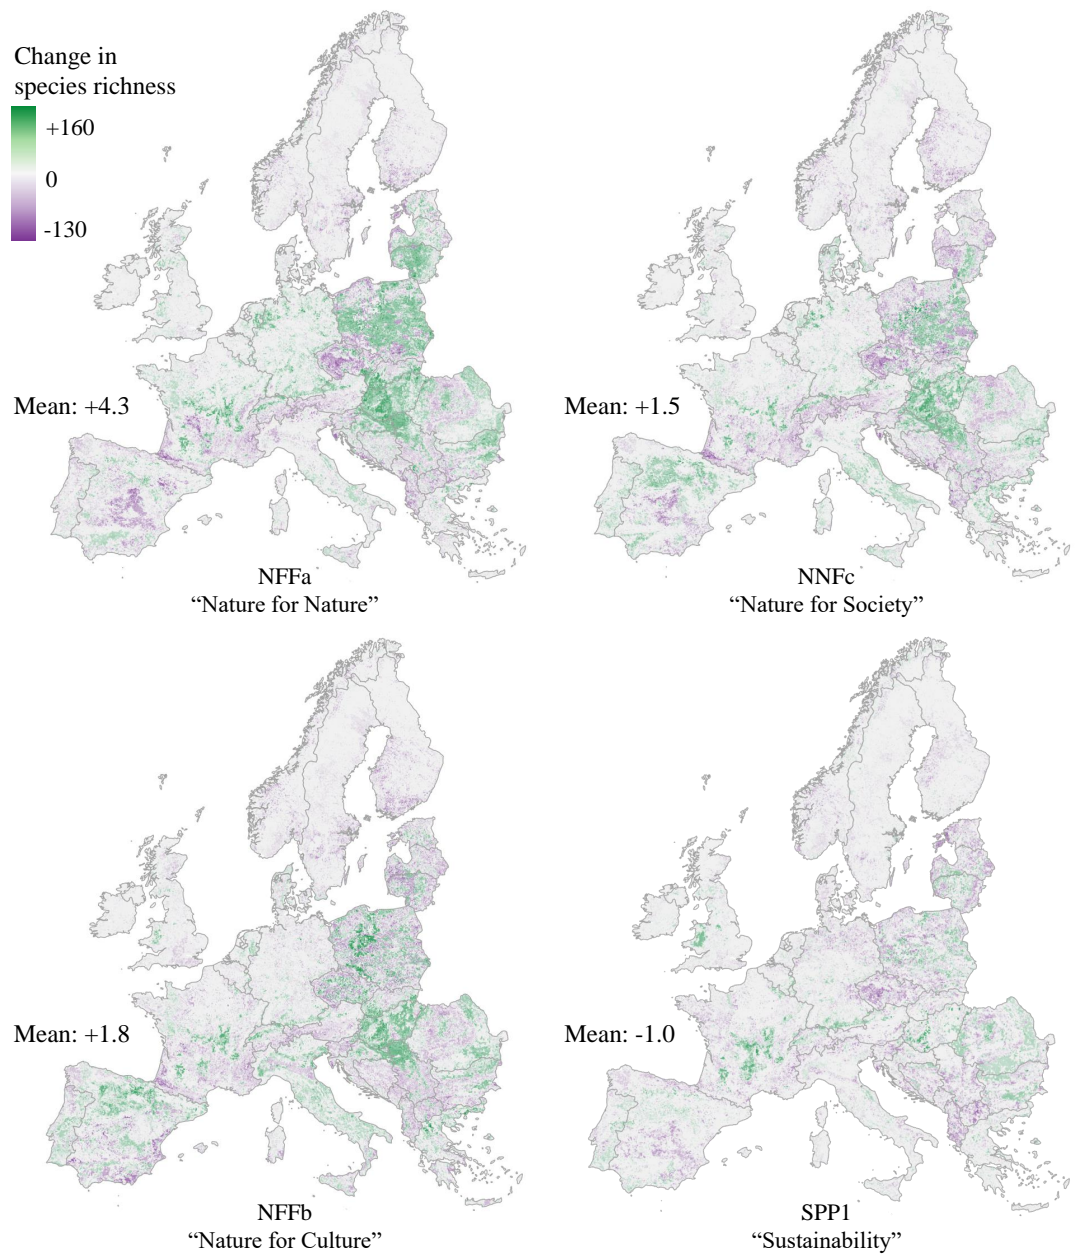 Change in
species richness
+160
0
-130
Mean: +4.3
NFFa
“Nature for Nature”
Mean: +1.5
NNFc
“Nature for Society”
Mean: +1.8
NFFb
“Nature for Culture”
Mean: -1.0
SPP1
“Sustainability”